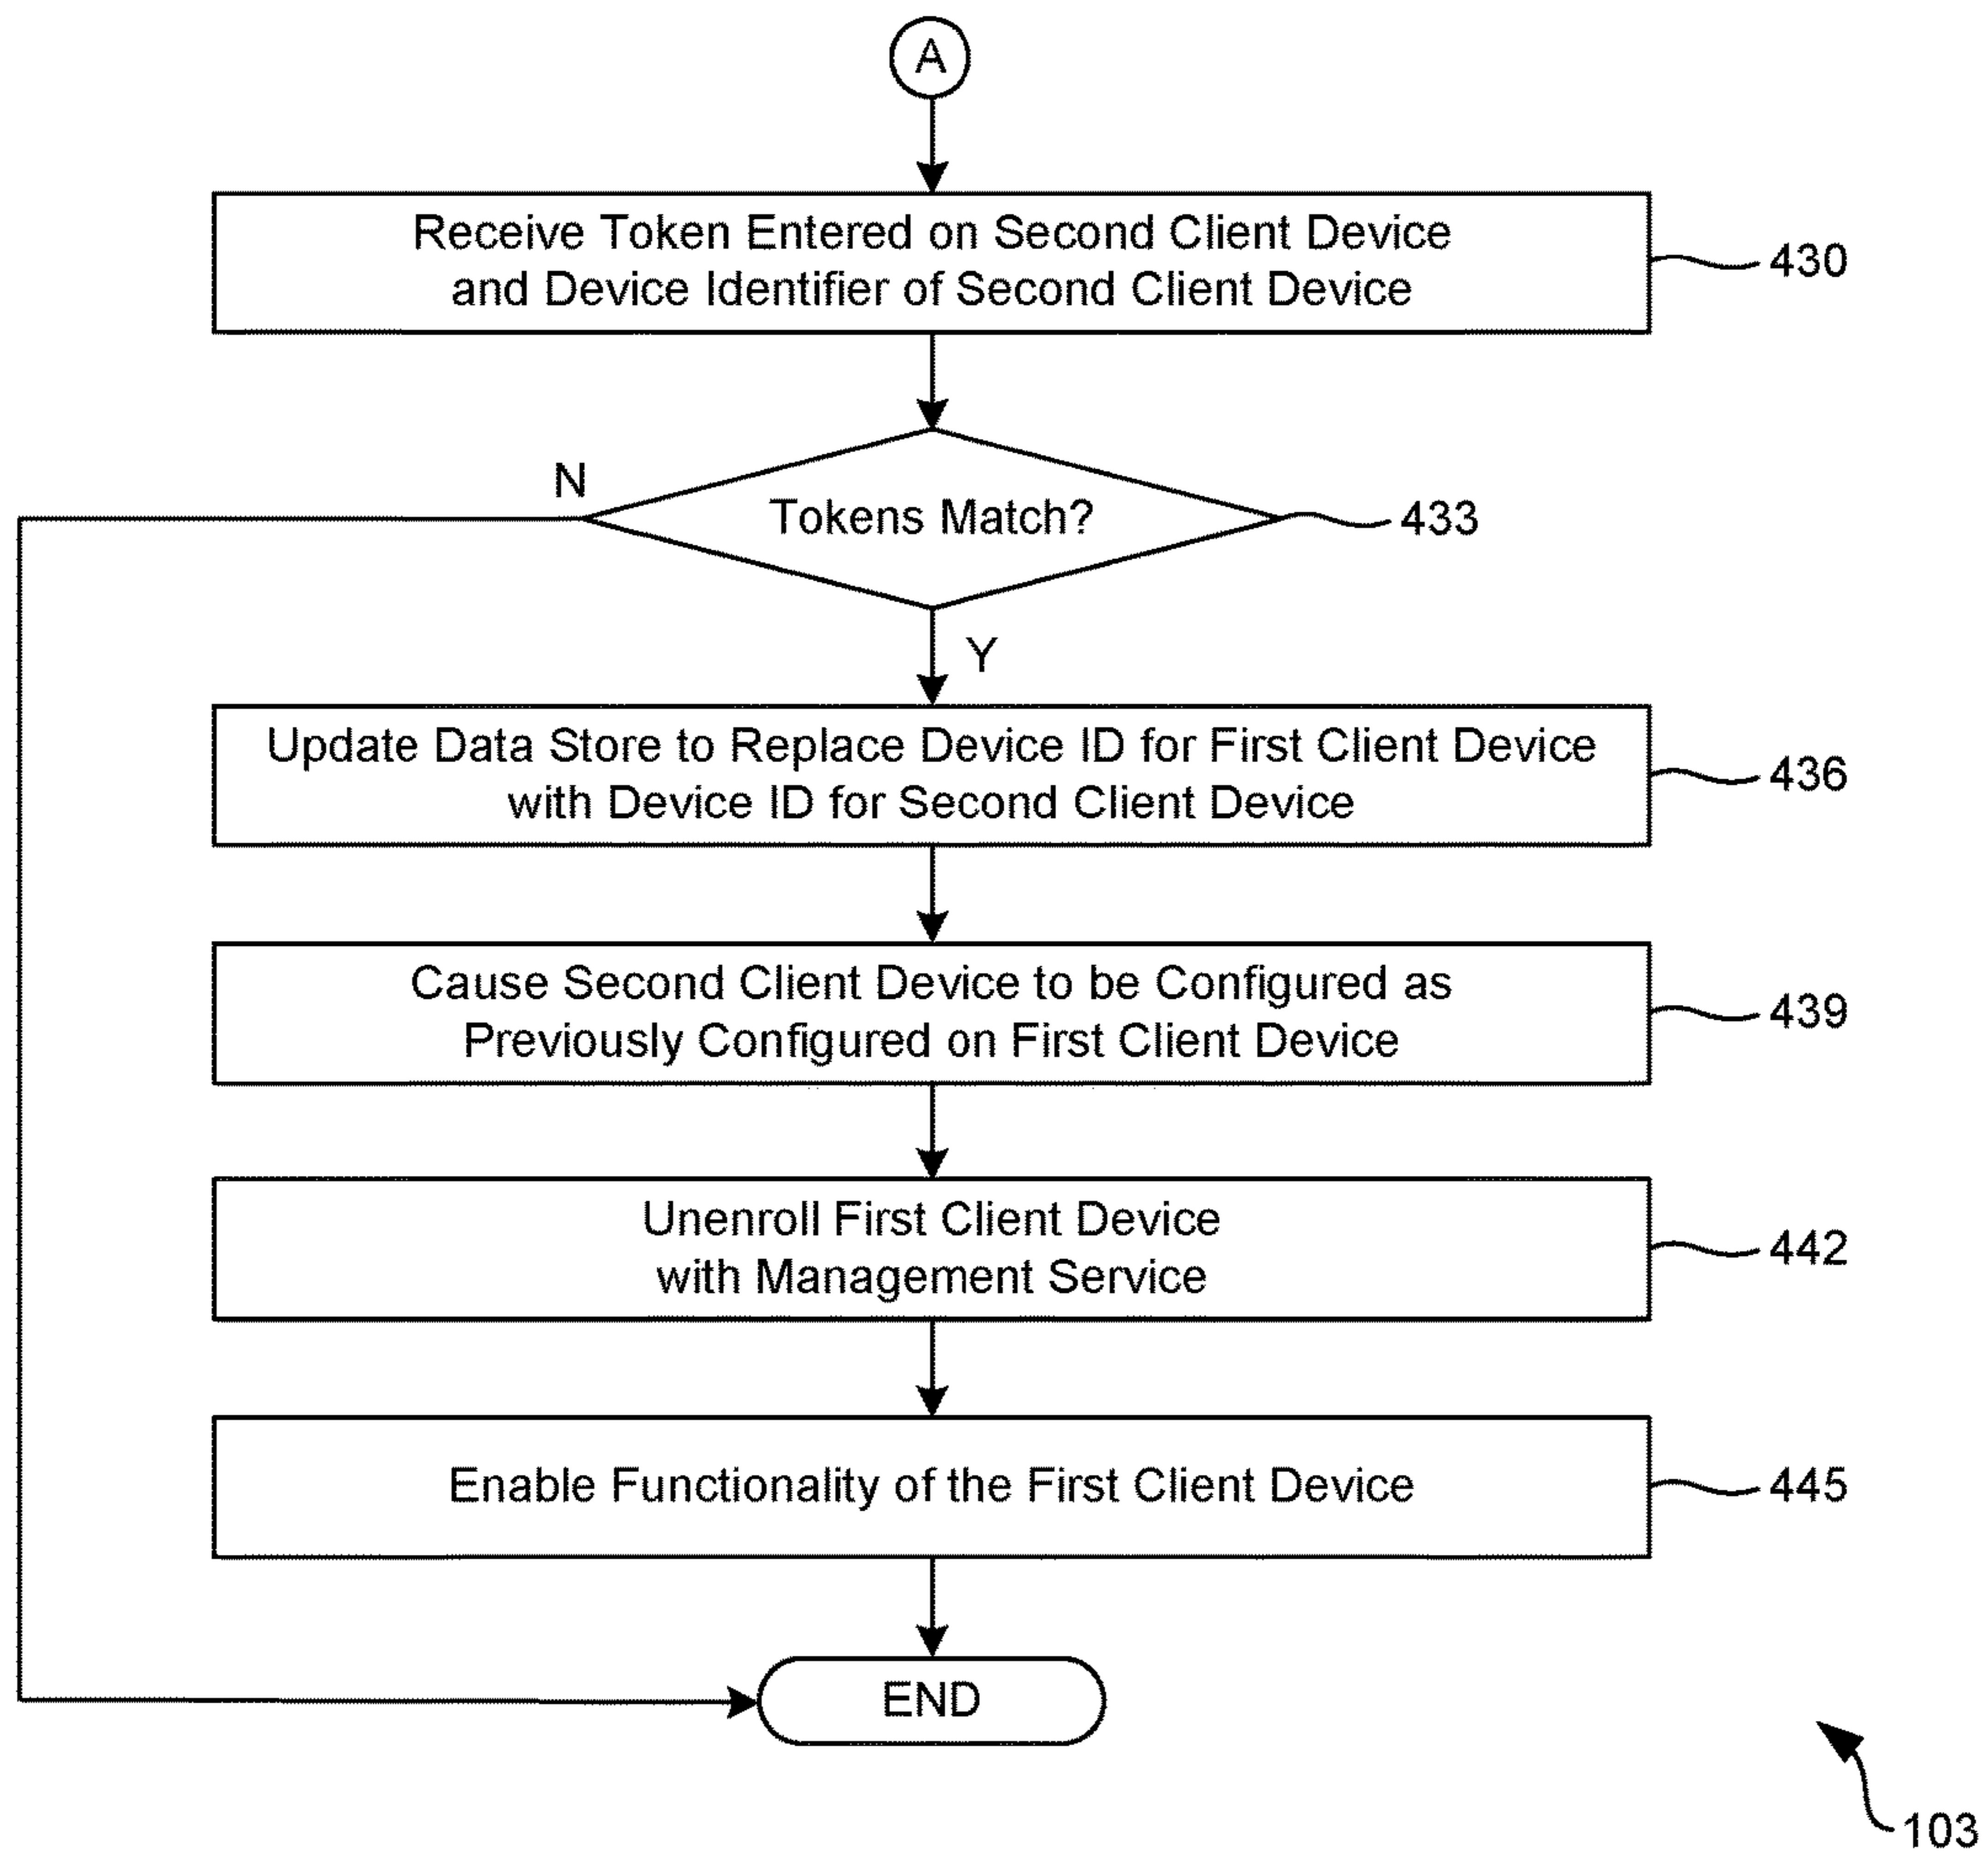 A
Receive Token Entered on Second Client Device
and Device Identifier of Second Client Device
430
N
Tokens Match?
433
Y
Update Data Store to Replace Device ID for First Client Device
with Device ID for Second Client Device
436
Cause Second Client Device to be Configured as
Previously Configured on First Client Device
439
Unenroll First Client Device
with Management Service
442
Enable Functionality of the First Client Device
445
END
103